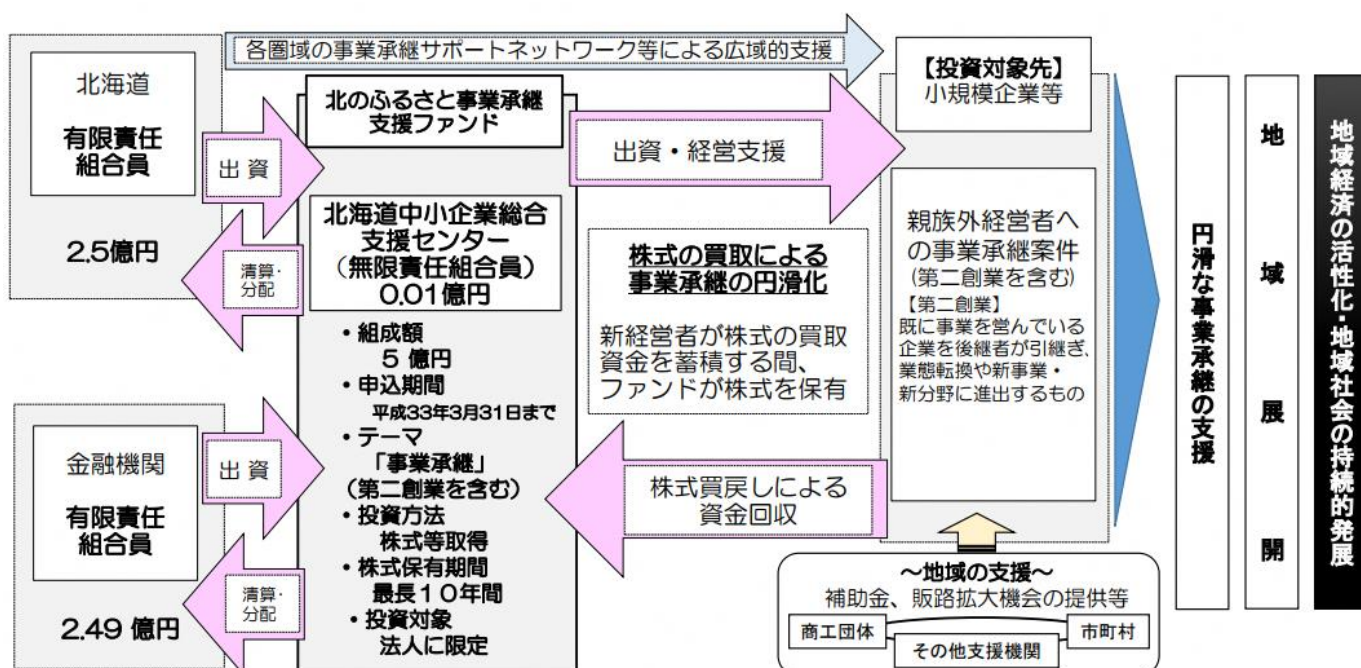 各圏域の事業承継サポートネットワーク等による広域的支援
北海道
有限責任
組合員
2.5億円
出 資
清算・
分配
金融機関
有限責任
組合員
2.49 億円
出 資
清算・
分配
北のふるさと事業承継
支援ファンド
北海道中小企業総合
支援センター
(無限責任組合員)
0.01億円
・組成額
5 億円
・申込期間
平成33年3月31日まで
・テーマ
「事業承継」
(第二創業を含む)
・投資方法
株式等取得
・株式保有期間
最長10年間
・投資対象
法人に限定
出資・経営支援
株式の買取による
事業承継の円滑化
新経営者が株式の買取
資金を蓄積する間、
ファンドが株式を保有
株式買戻しによる
資金回収
【投資対象先】
小規模企業等
親族外経営者へ
の事業承継案件
(第二創業を含む)
【第二創業】
既に事業を営んでいる
企業を後継者が引継ぎ、
業態転換や新事業・
新分野に進出するもの
～地域の支援～
補助金、販路拡大機会の提供等
商工団体
市町村
その他支援機関
円滑な事業承継の支援
地域展開
地域経済の活性化・地域社会の持続的発展